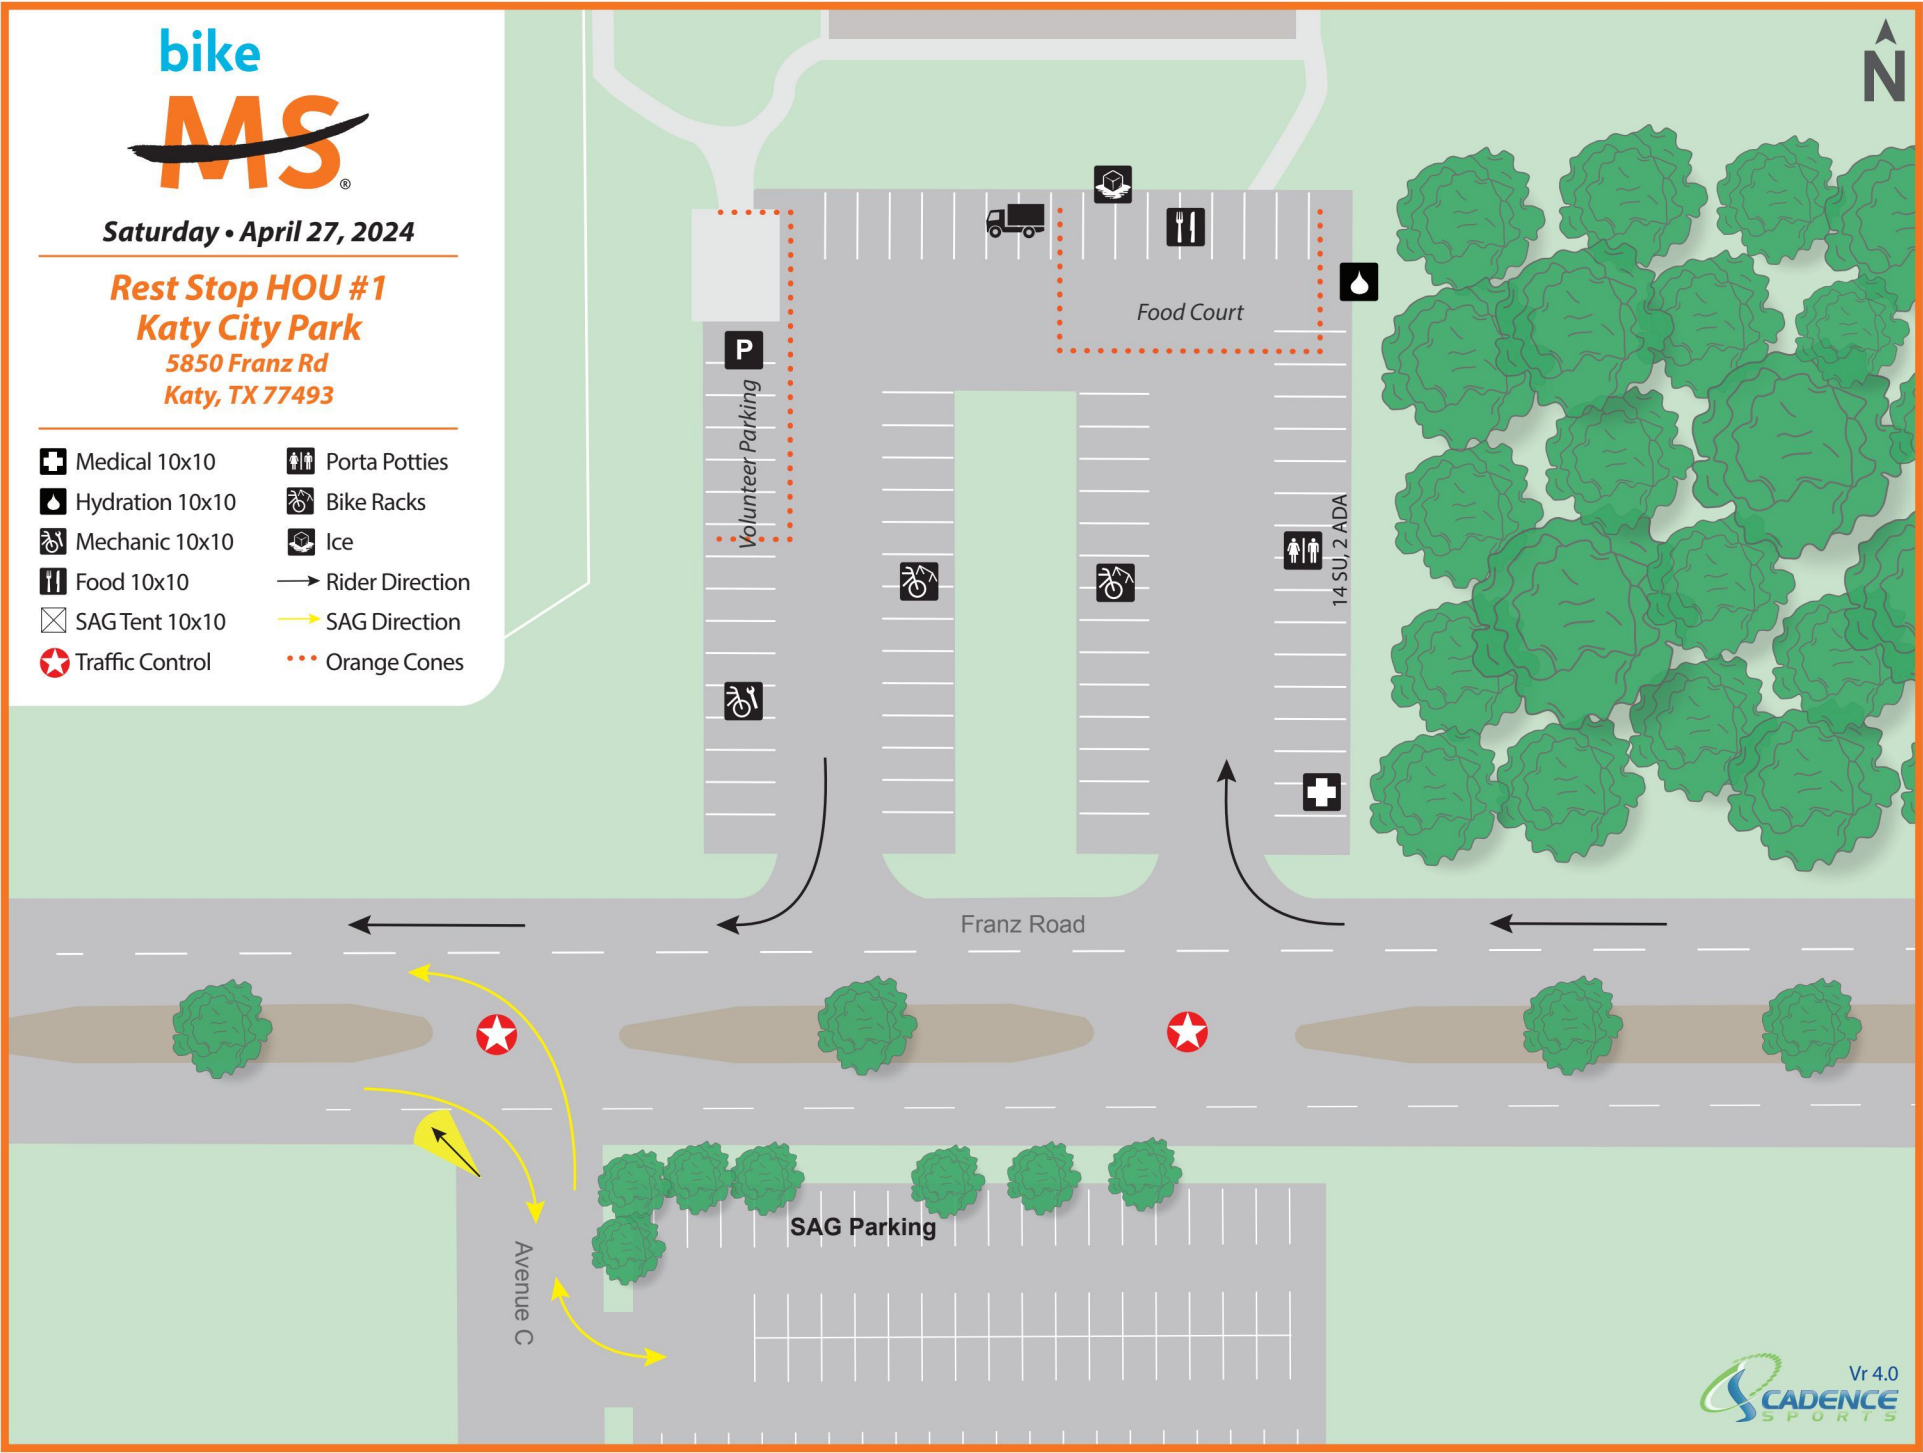 bike
MS®
Saturday • April 27, 2024
Rest Stop HOU #1
Katy City Park
5850 Franz Rd
Katy, TX 77493
Medical 10x10
Hydration 10x10
Mechanic 10x10
Food 10x10
SAG Tent 10x10
Traffic Control
Porta Potties
Bike Racks
Ice
Rider Direction
SAG Direction
Orange Cones
N
Food Court
P
Volunteer Parking
14 SU, 2 ADA
Franz Road
SAG Parking
Avenue C
Vr 4.0
CADENCE
SPORTS